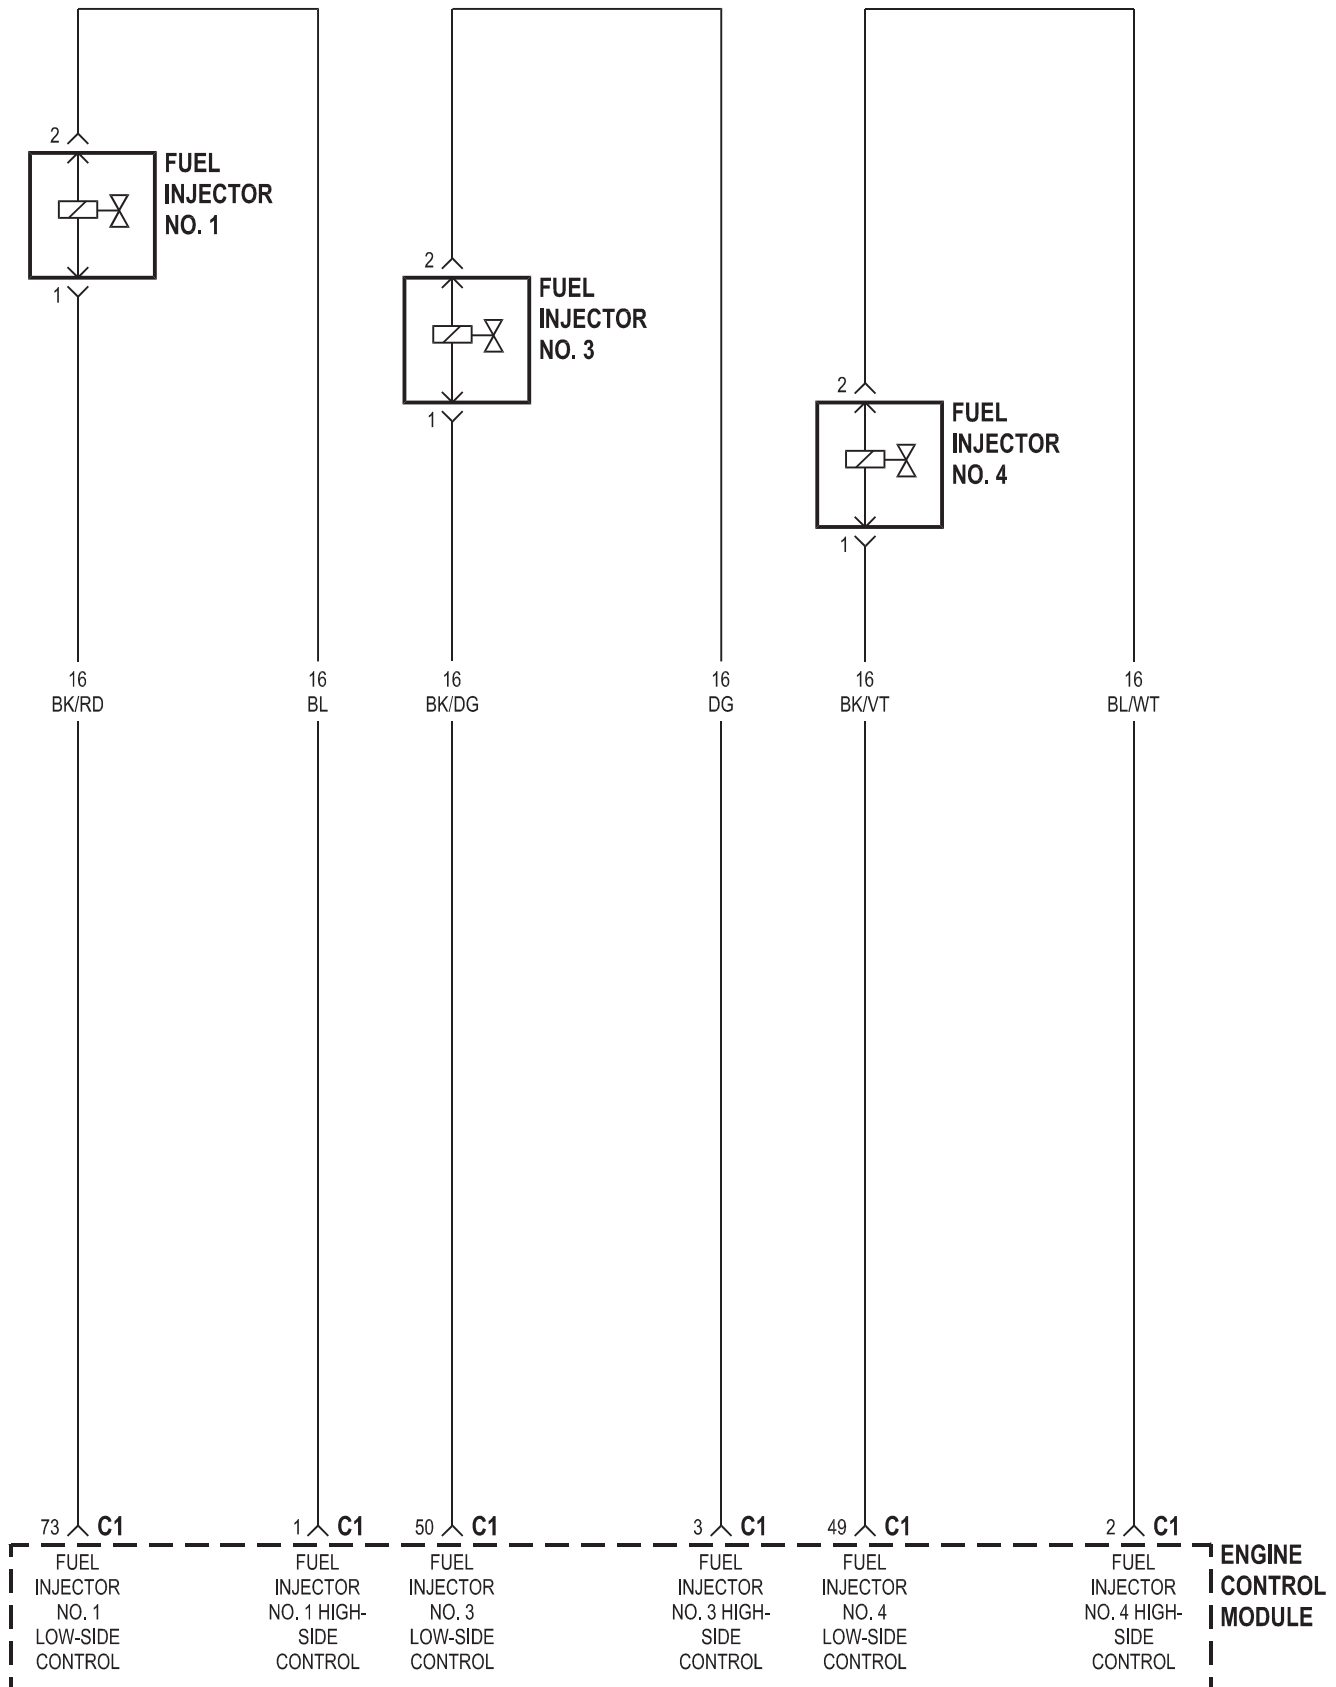 2
FUEL
INJECTOR
NO. 1
1
2
FUEL
INJECTOR
NO. 3
1
2
FUEL
INJECTOR
NO. 4
1
16
BK/RD
16
BL
16
BK/DG
16
DG
16
BK/VT
16
BL/WT
73 C1
1 C1
50 C1
3 C1
49 C1
2 C1
FUEL
INJECTOR
NO. 1
LOW-SIDE
CONTROL
FUEL
INJECTOR
NO. 1 HIGH-
SIDE
CONTROL
FUEL
INJECTOR
NO. 3
LOW-SIDE
CONTROL
FUEL
INJECTOR
NO. 3 HIGH-
SIDE
CONTROL
FUEL
INJECTOR
NO. 4
LOW-SIDE
CONTROL
FUEL
INJECTOR
NO. 4 HIGH-
SIDE
CONTROL
ENGINE
CONTROL
MODULE